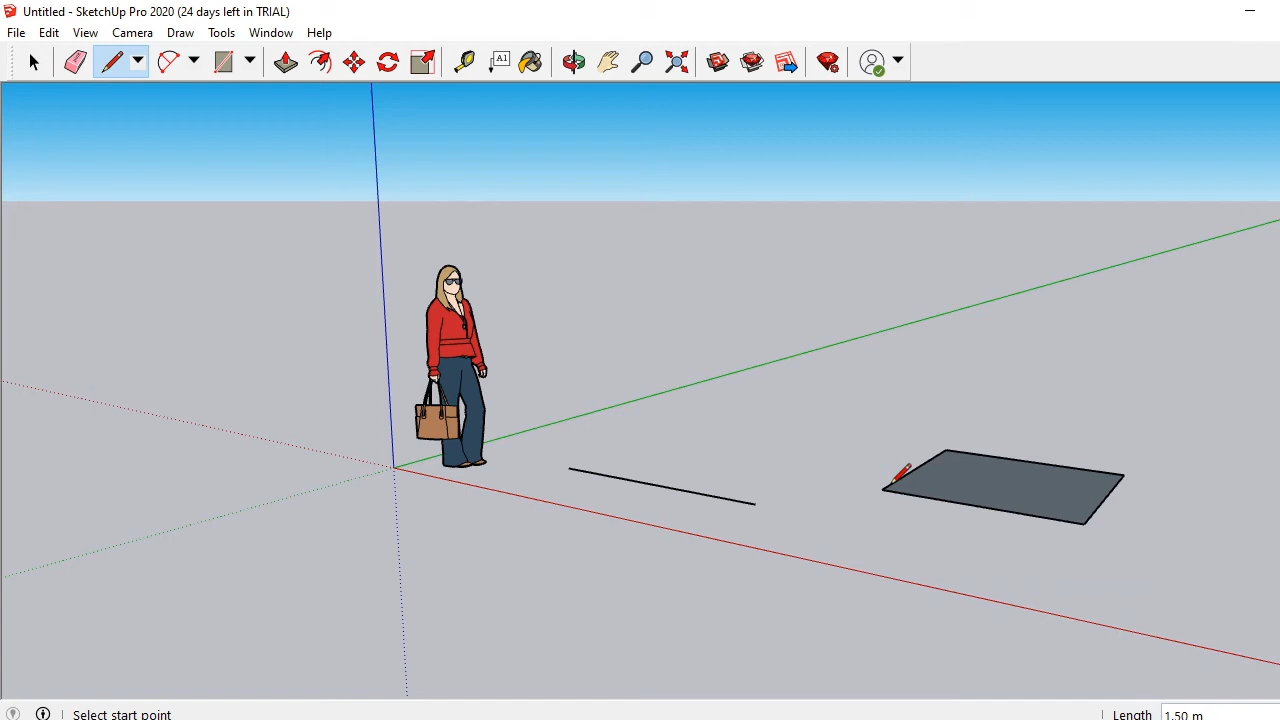 Untitled - SketchUp Pro 2020 (24 days left in TRIAL)
File Edit View Camera Draw Tools Window Help
A1
Select start point
Length 1.50 m